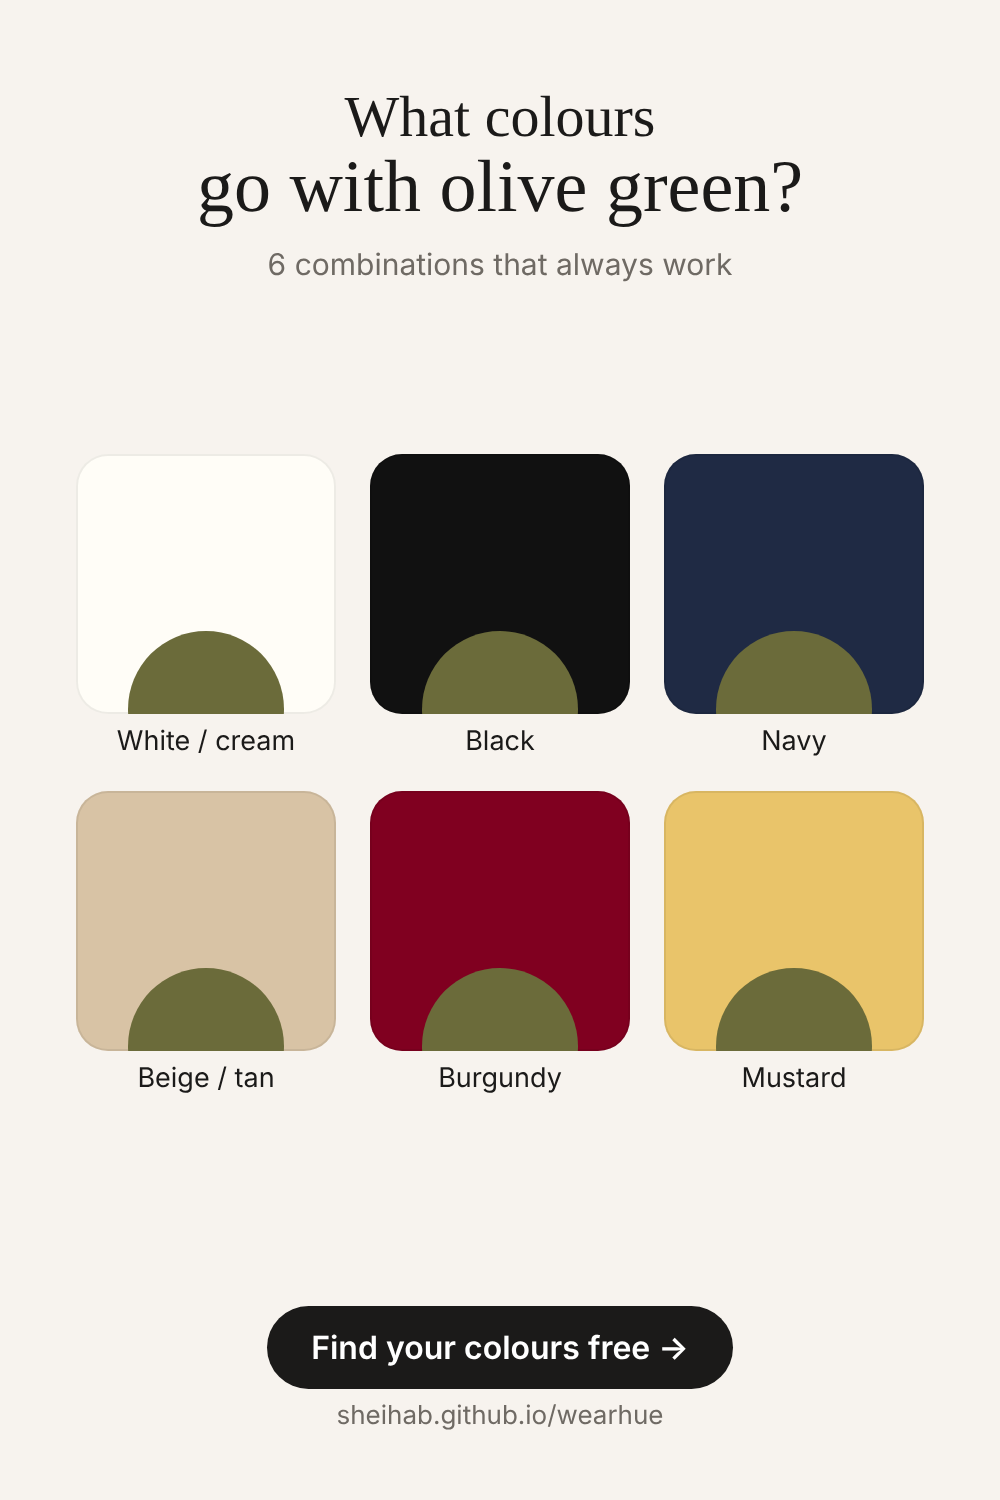 What colours
go with olive green?
6 combinations that always work
White / cream
Black
Navy
Beige / tan
Burgundy
Mustard
Find your colours free →
sheihab.github.io/wearhue